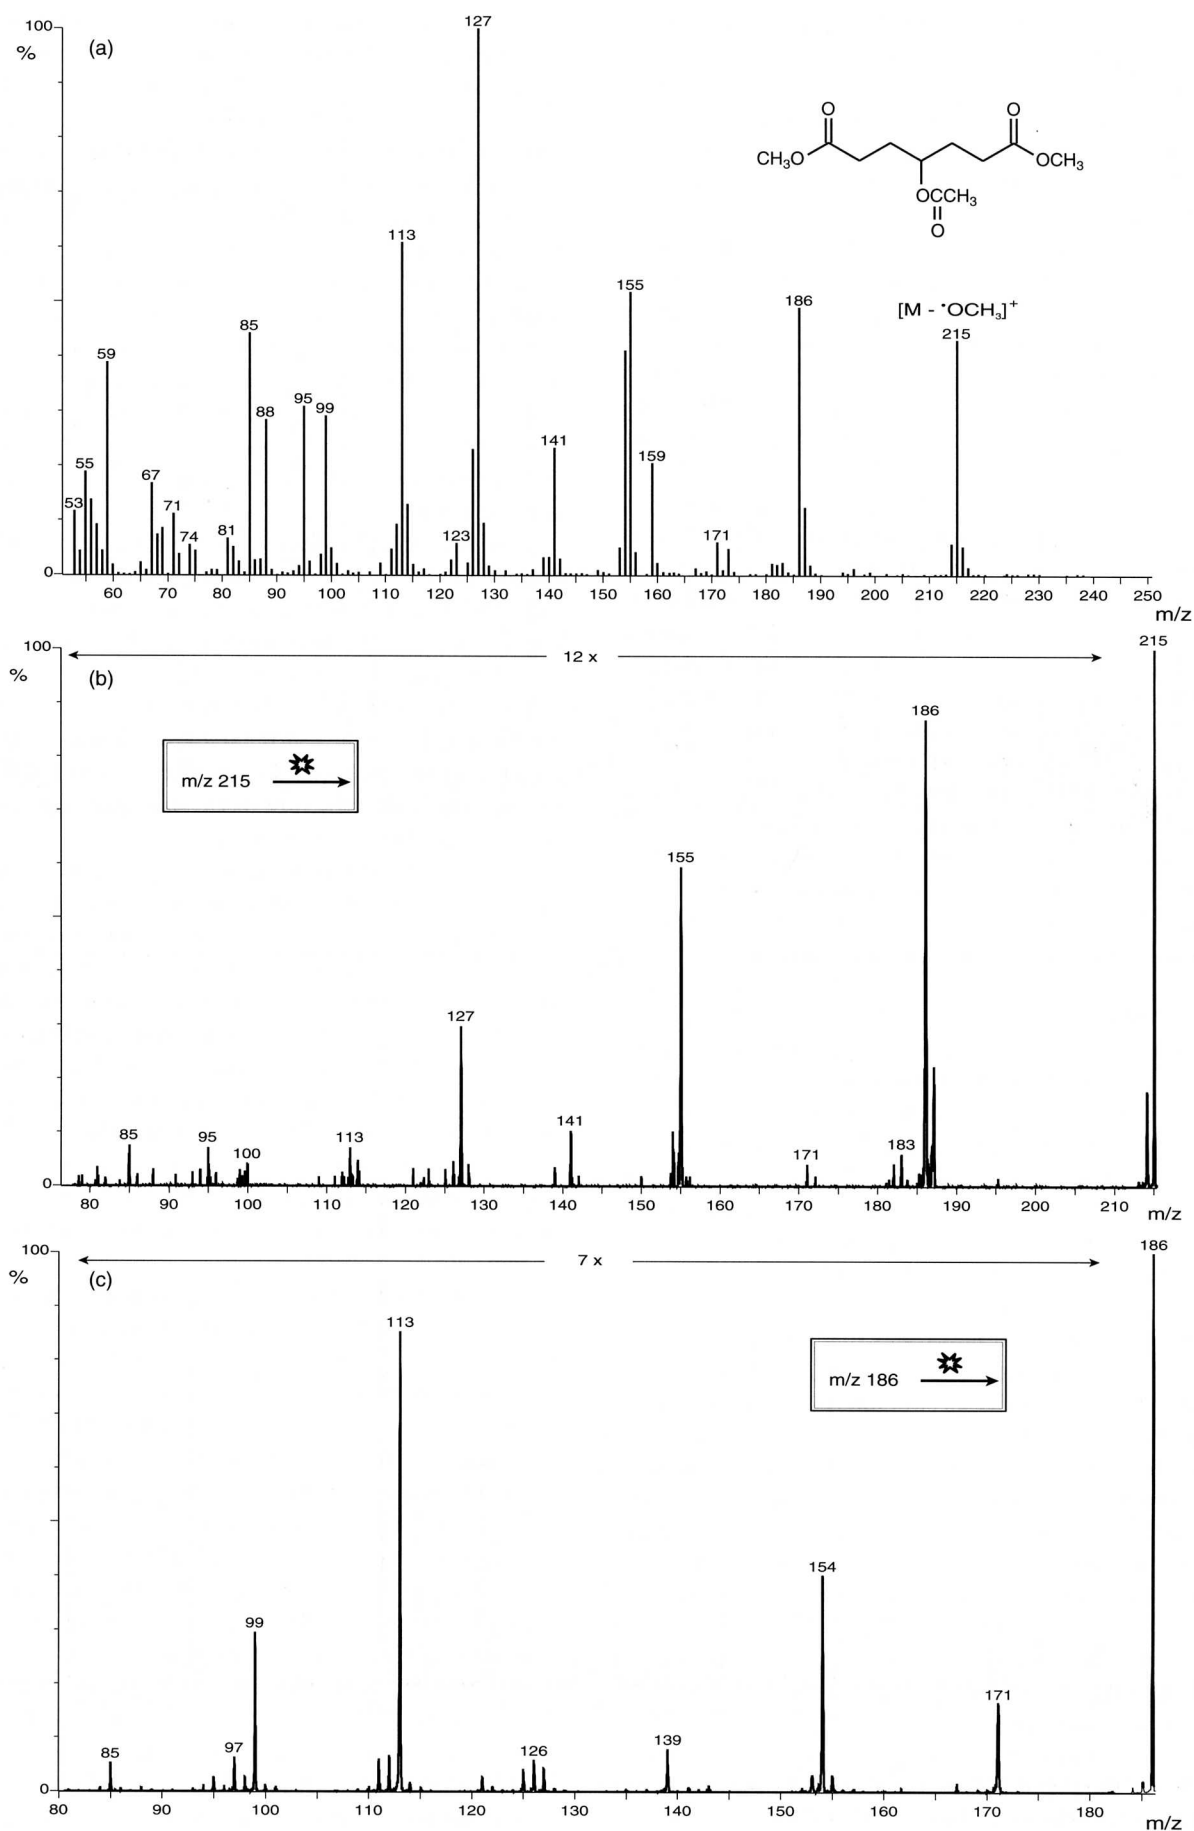 100
%
(a)
127
113
155
186
[M - •OCH₃]⁺
215
85
59
88
95
99
141
159
55
53
67
71
74
81
123
171
0
60 70 80 90 100 110 120 130 140 150 160 170 180 190 200 210 220 230 240 250
m/z
O O
CH₃O OCH₃
OCCH₃
O
100
%
(b)
12 x
215
186
m/z 215
155
127
141
85 95 100 113 171 183
0
80 90 100 110 120 130 140 150 160 170 180 190 200 210
m/z
100
%
(c)
7 x
186
113
m/z 186
154
99
171
85 97 126 139
0
80 90 100 110 120 130 140 150 160 170 180
m/z